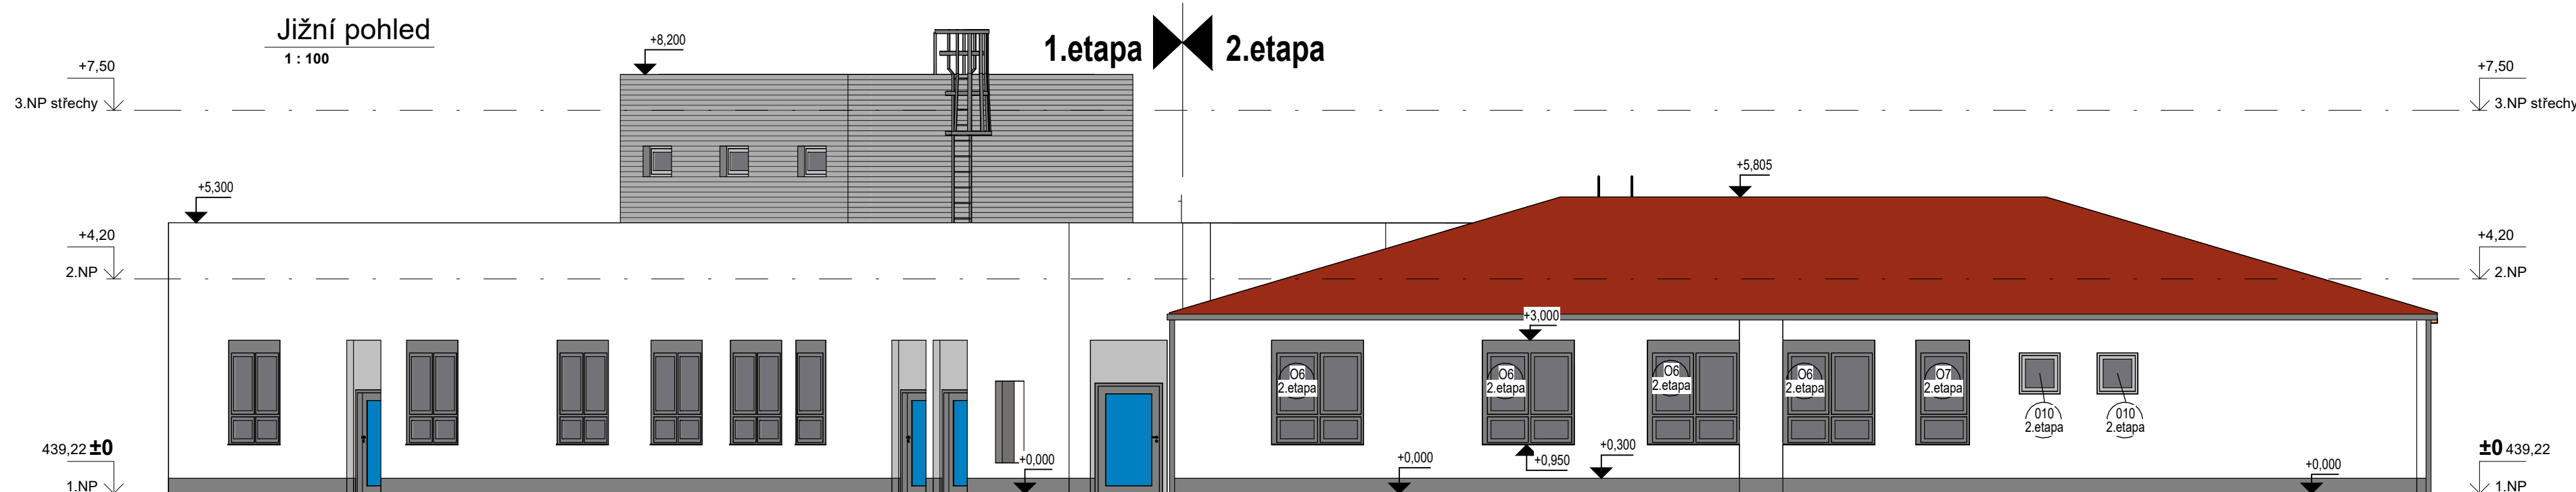 Jižní pohled
1 : 100
1.etapa 2.etapa
+8,200
+7,50
3.NP střechy
+7,50
3.NP střechy
+5,300
+5,805
+4,20
2.NP
+4,20
2.NP
+3,000
O6
2.etapa
O6
2.etapa
O6
2.etapa
O6
2.etapa
O7
2.etapa
010
2.etapa
010
2.etapa
439,22 ±0
1.NP
+0,000
+0,000
+0,950
+0,300
+0,000
±0 439,22
1.NP